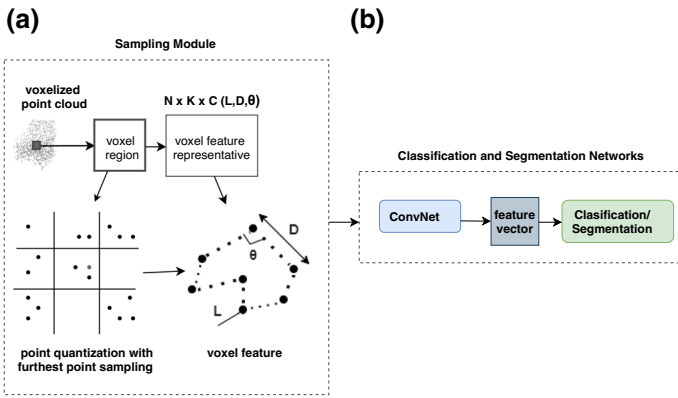 (a)
Sampling Module
voxelized
point cloud
voxel
region
N x K x C (L,D,θ)
voxel feature
representative
D
θ
L
point quantization with
furthest point sampling
voxel feature
(b)
Classification and Segmentation Networks
ConvNet
feature
vector
Clasification/
Segmentation